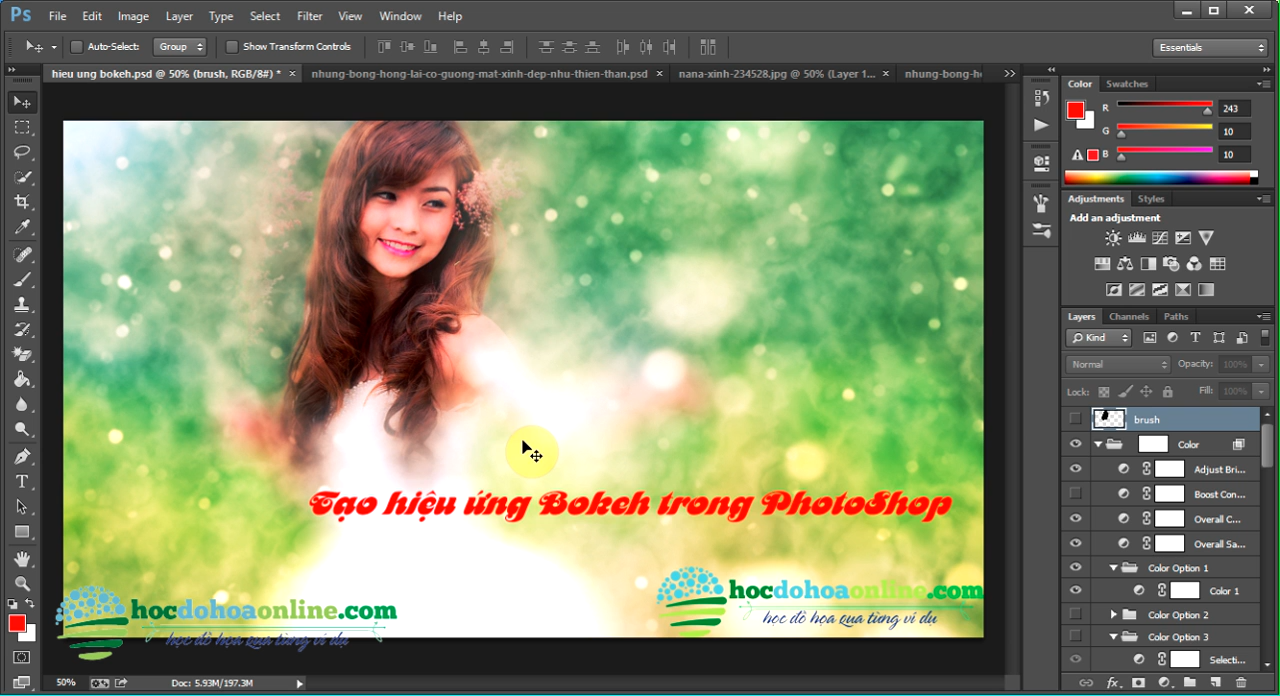 Ps File Edit Image Layer Type Select Filter View Window Help
Auto-Select: Group Show Transform Controls Essentials
hieu ung bokeh.psd @ 50% (brush, RGB/8#) * × nhung-bong-hong-lai-co-guong-mat-xinh-dep-nhu-thien-than.psd × nana-xinh-234528.jpg @ 50% (Layer 1... × nhung-bong-h
Color Swatches
R 243
G 10
B 10
Adjustments Styles
Add an adjustment
Layers Channels Paths
Kind
Normal Opacity: 100%
Lock: Fill: 100%
brush
Color
Adjust Bri...
Boost Con...
Overall C...
Overall Sa...
Color Option 1
Color 1
Color Option 2
Color Option 3
Selecti...
Tạo hiệu ứng Bokeh trong PhotoShop
hocdohoaonline.com
học đồ họa qua từng ví dụ
hocdohoaonline.com
học đồ họa qua từng ví dụ
50% Doc: 5.93M/197.3M